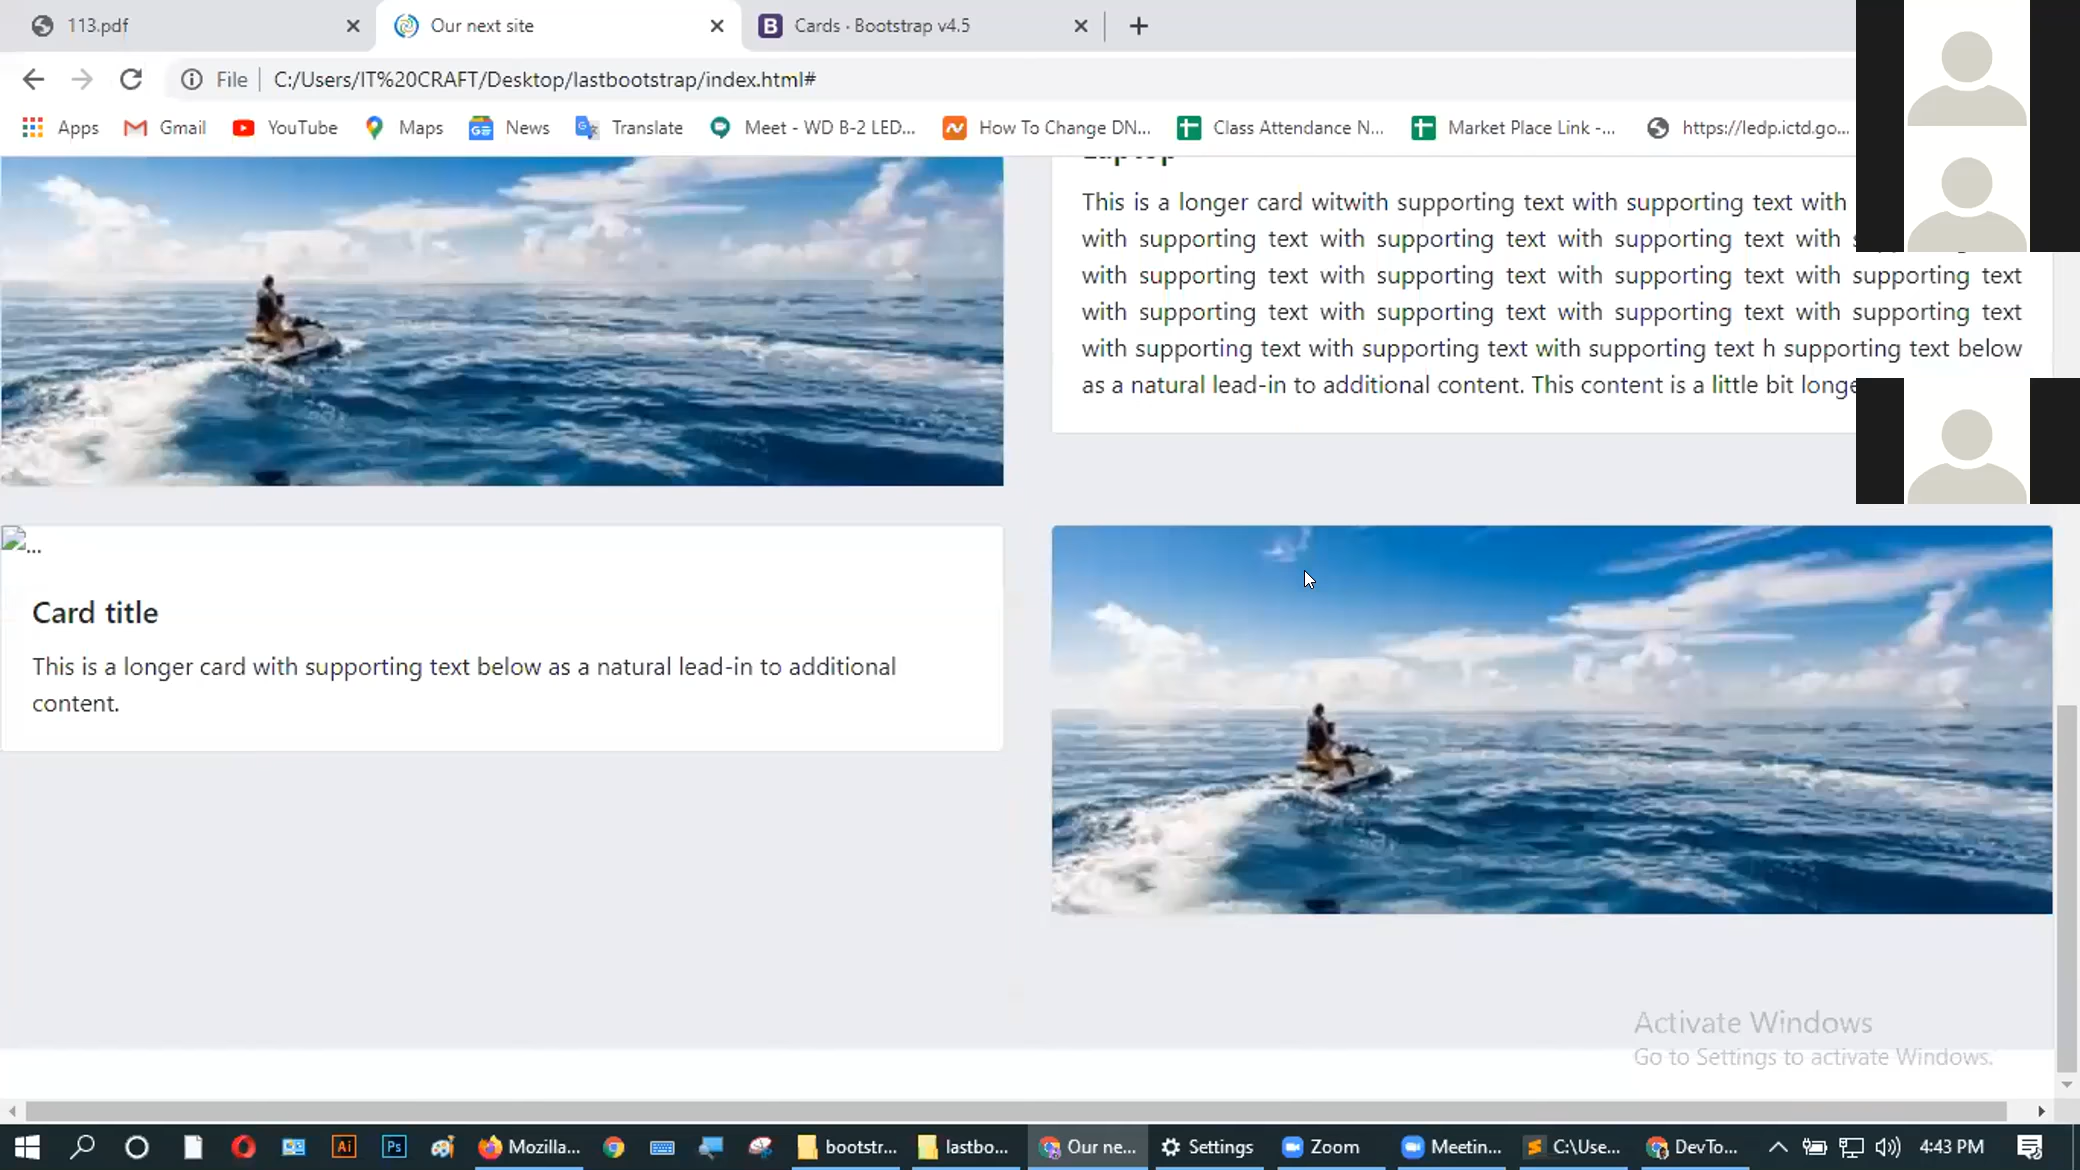 113.pdf
Our next site
Cards · Bootstrap v4.5
File
C:/Users/IT%20CRAFT/Desktop/lastbootstrap/index.html#
Apps
Gmail
YouTube
Maps
News
Translate
Meet - WD B-2 LED...
How To Change DN...
Class Attendance N...
Market Place Link -...
https://ledp.ictd.go...
Laptop
This is a longer card witwith supporting text with supporting text with
with supporting text with supporting text with supporting text with
with supporting text with supporting text with supporting text with supporting text
with supporting text with supporting text with supporting text with supporting text
with supporting text with supporting text with supporting text h supporting text below
as a natural lead-in to additional content. This content is a little bit longe
...
Card title
This is a longer card with supporting text below as a natural lead-in to additional
content.
Activate Windows
Go to Settings to activate Windows.
Ai
Ps
Mozilla...
bootstr...
lastbo...
Our ne...
Settings
Zoom
Meetin...
C:\Use...
DevTo...
4:43 PM